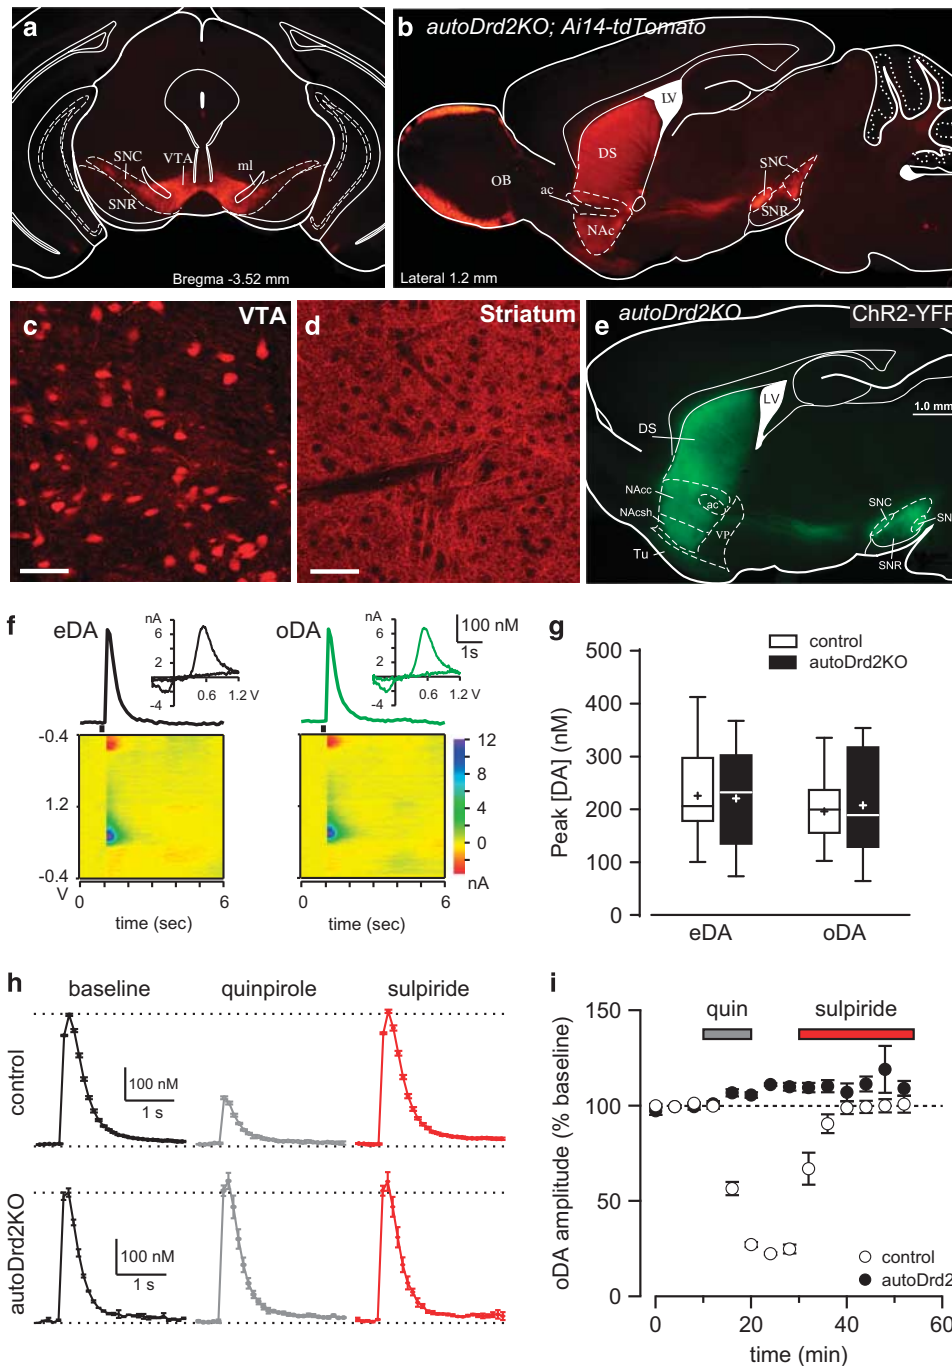 a
SNC
VTA
ml
SNR
Bregma -3.52 mm
b autoDrd2KO; Ai14-tdTomato
LV
DS
OB
ac
SNC
SNR
NAc
Lateral 1.2 mm
c VTA
d Striatum
e autoDrd2KO ChR2-YFP
LV
1.0 mm
DS
NAcc
ac
NAcsh
VP
Tu
SNC
SN
SNR
f
eDA
nA
6
2
-4
0.6 1.2 V
oDA
nA
6
2
-4
0.6 1.2 V
100 nM
1s
-0.4
1.2
-0.4
V
0 6
time (sec)
0 6
time (sec)
12
8
4
0
nA
g
control
autoDrd2KO
Peak [DA] (nM)
500
400
300
200
100
0
eDA oDA
h
baseline quinpirole sulpiride
control
100 nM
1 s
autoDrd2KO
100 nM
1 s
i
quin sulpiride
oDA amplitude (% baseline)
150
100
50
0
control
autoDrd2
0 20 40 60
time (min)